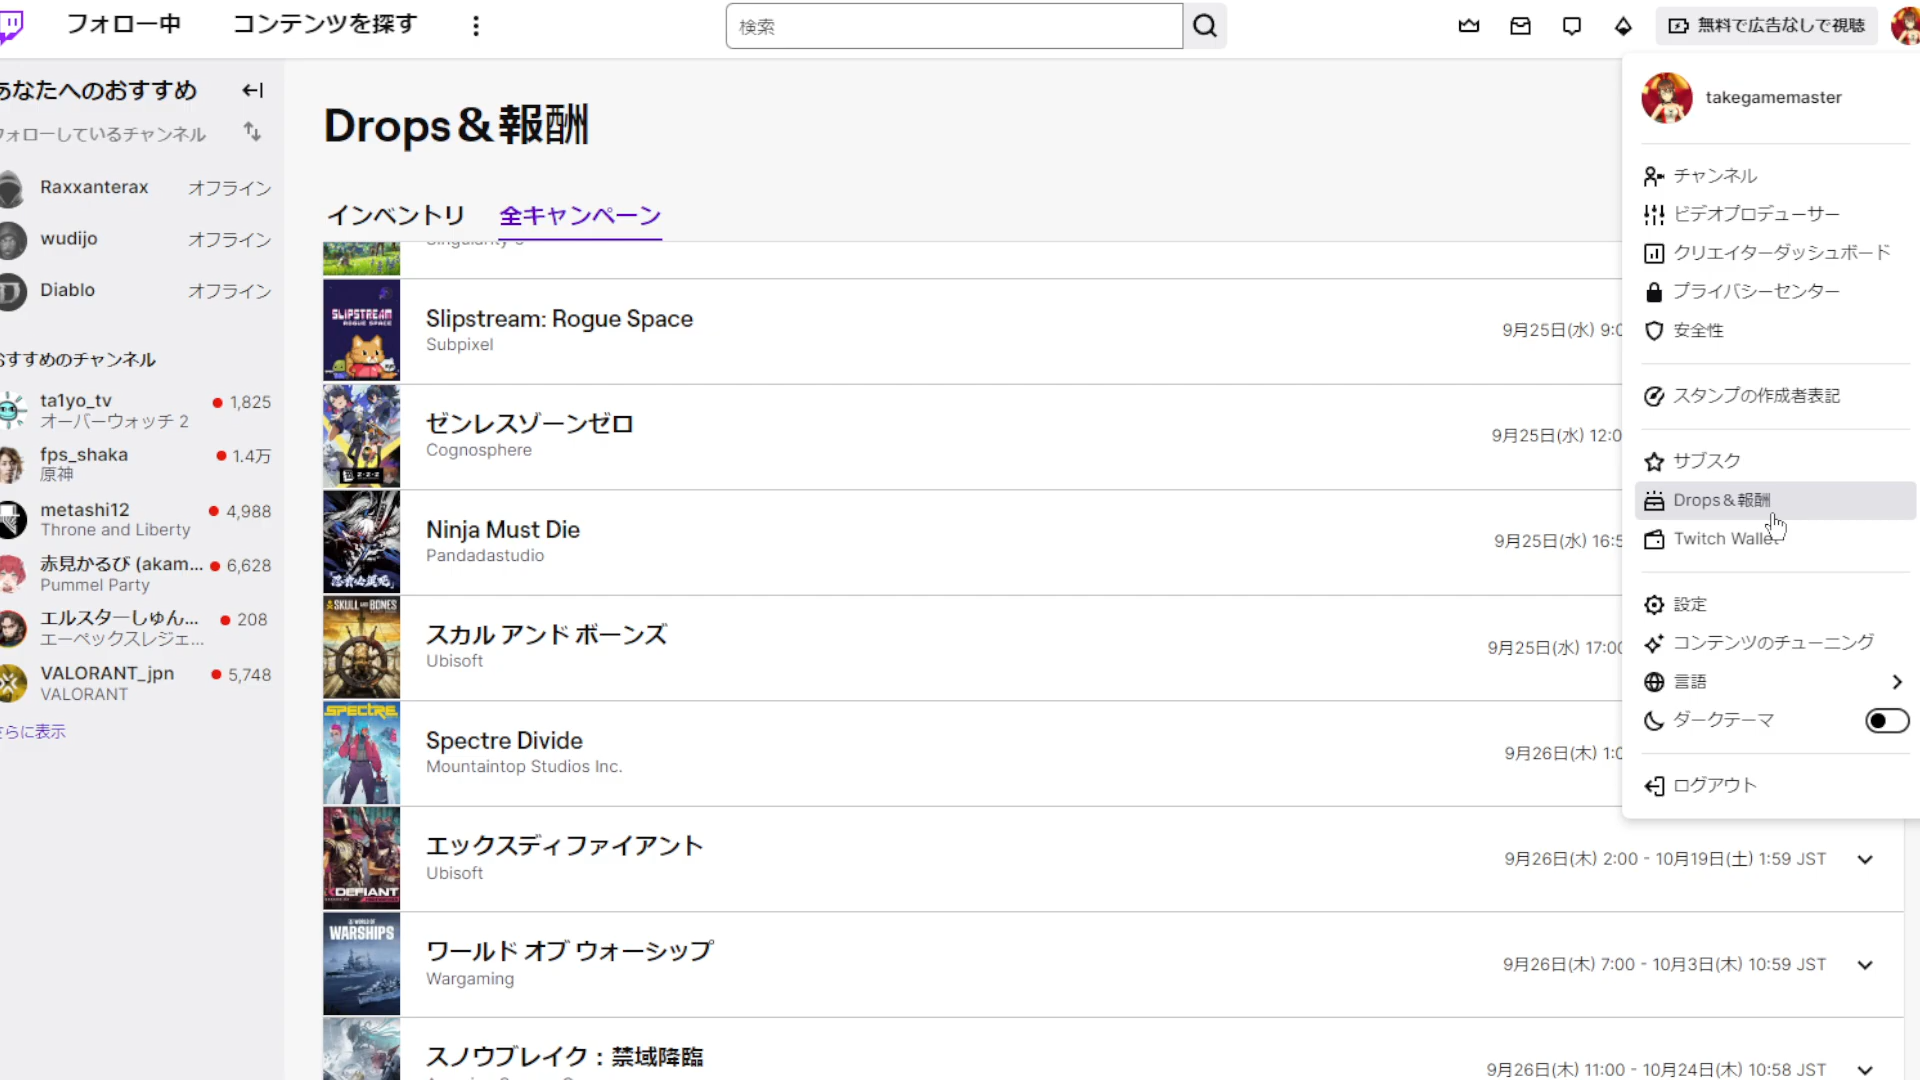 フォロー中
コンテンツを探す
検索
無料で広告なしで視聴
あなたへのおすすめ
フォローしているチャンネル
Raxxanterax オフライン
wudijo オフライン
Diablo オフライン
おすすめのチャンネル
ta1yo_tv 1,825
オーバーウォッチ 2
fps_shaka 1.4万
原神
metashi12 4,988
Throne and Liberty
赤見かるび (akam... 6,628
Pummel Party
エルスターしゅん... 208
エーペックスレジェ...
VALORANT_jpn 5,748
VALORANT
さらに表示
Drops＆報酬
インベントリ 全キャンペーン
SLIPSTREAM
ROGUE SPACE
Slipstream: Rogue Space
Subpixel
9月25日(水) 9:0
ゼンレスゾーンゼロ
Cognosphere
9月25日(水) 12:0
Ninja Must Die
Pandadastudio
9月25日(水) 16:5
SKULL AND BONES
スカル アンド ボーンズ
Ubisoft
9月25日(水) 17:00
SPECTRE
Spectre Divide
Mountaintop Studios Inc.
9月26日(木) 1:0
XDEFIANT
エックスディファイアント
Ubisoft
9月26日(木) 2:00 - 10月19日(土) 1:59 JST
WORLD OF
WARSHIPS
ワールド オブ ウォーシップ
Wargaming
9月26日(木) 7:00 - 10月3日(木) 10:59 JST
スノウブレイク：禁域降臨
9月26日(木) 11:00 - 10月24日(木) 10:58 JST
takegamemaster
チャンネル
ビデオプロデューサー
クリエイターダッシュボード
プライバシーセンター
安全性
スタンプの作成者表記
サブスク
Drops＆報酬
Twitch Wallet
設定
コンテンツのチューニング
言語
ダークテーマ
ログアウト